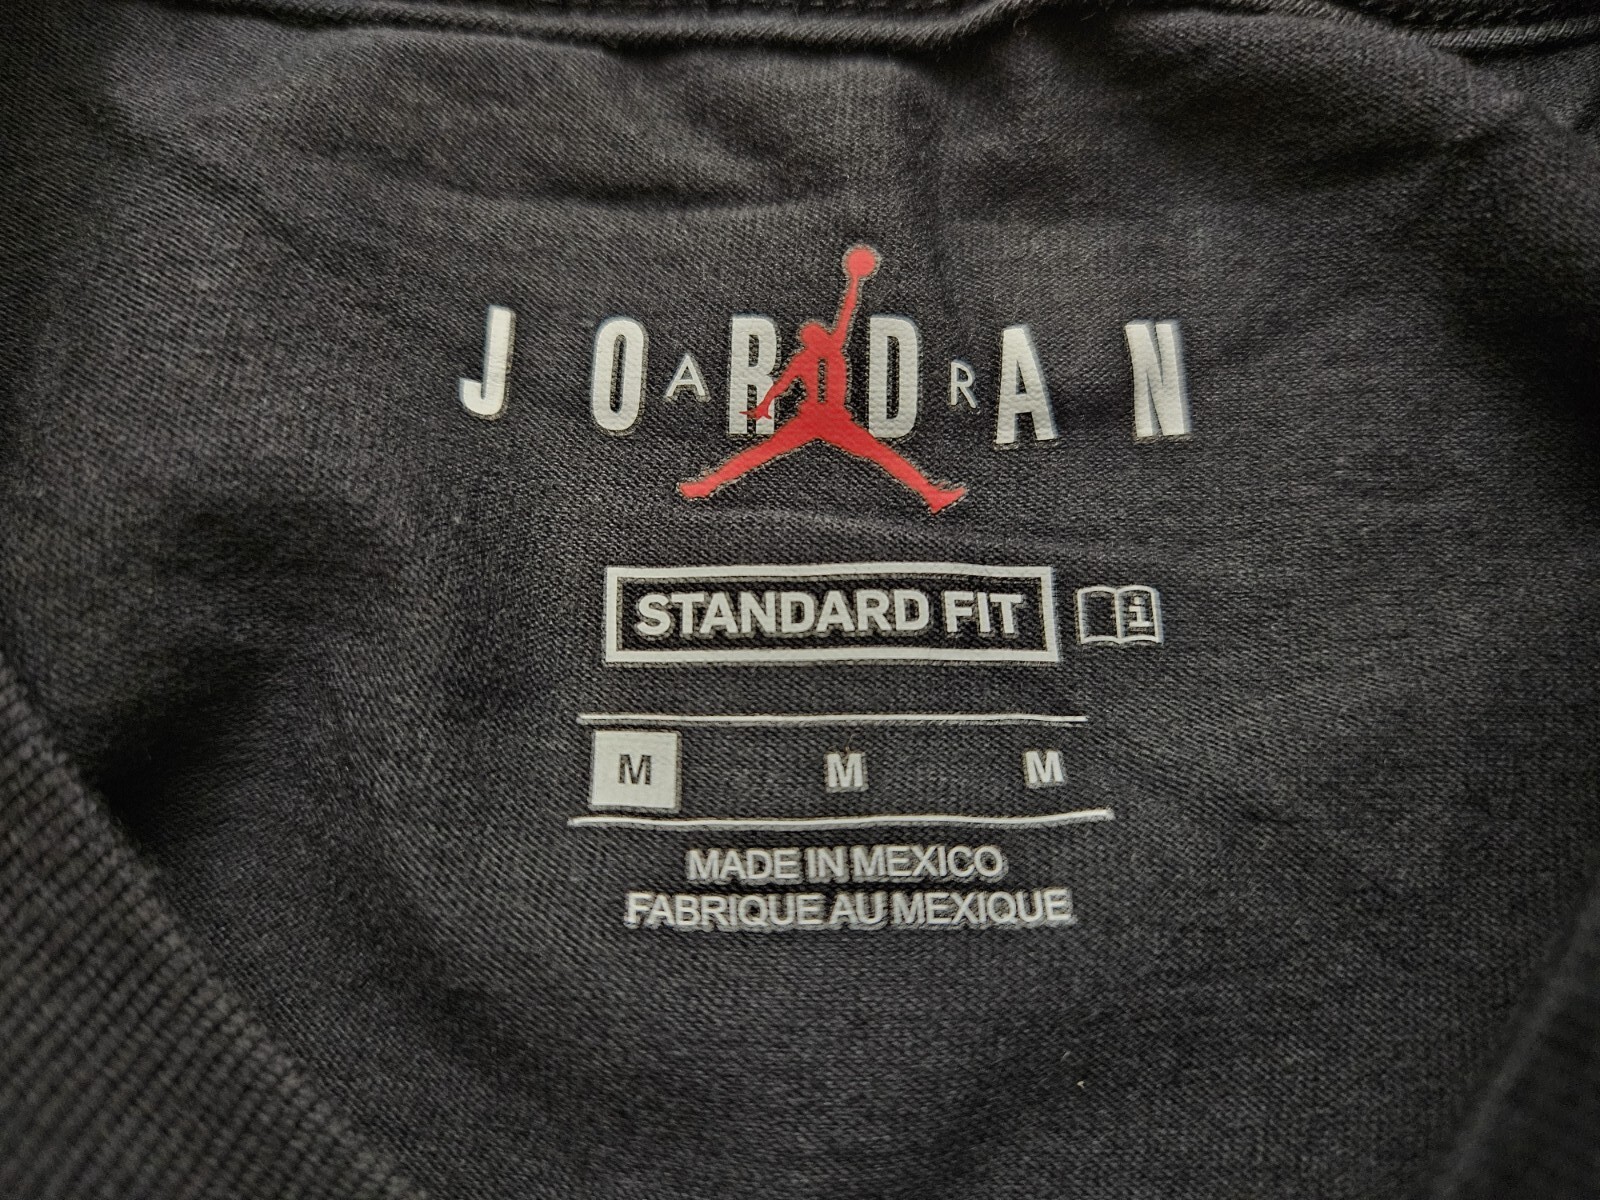 JORDAN
AIR
STANDARD FIT
i
M M M
MADE IN MEXICO
FABRIQUE AU MEXIQUE